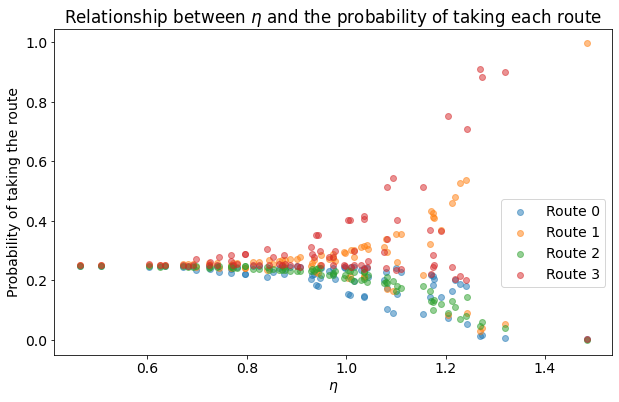 Relationship between η and the probability of taking each route
Probability of taking the route
1.0
0.8
0.6
0.4
0.2
0.0
Route 0
Route 1
Route 2
Route 3
0.6 0.8 1.0 1.2 1.4
η